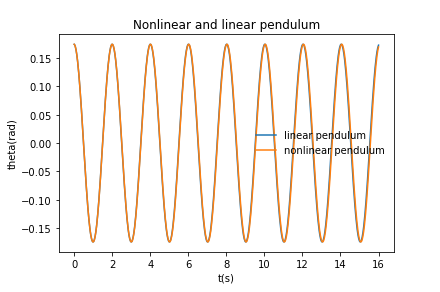 Nonlinear and linear pendulum
theta(rad)
0.15
0.10
0.05
0.00
−0.05
−0.10
−0.15
linear pendulum
nonlinear pendulum
0 2 4 6 8 10 12 14 16
t(s)